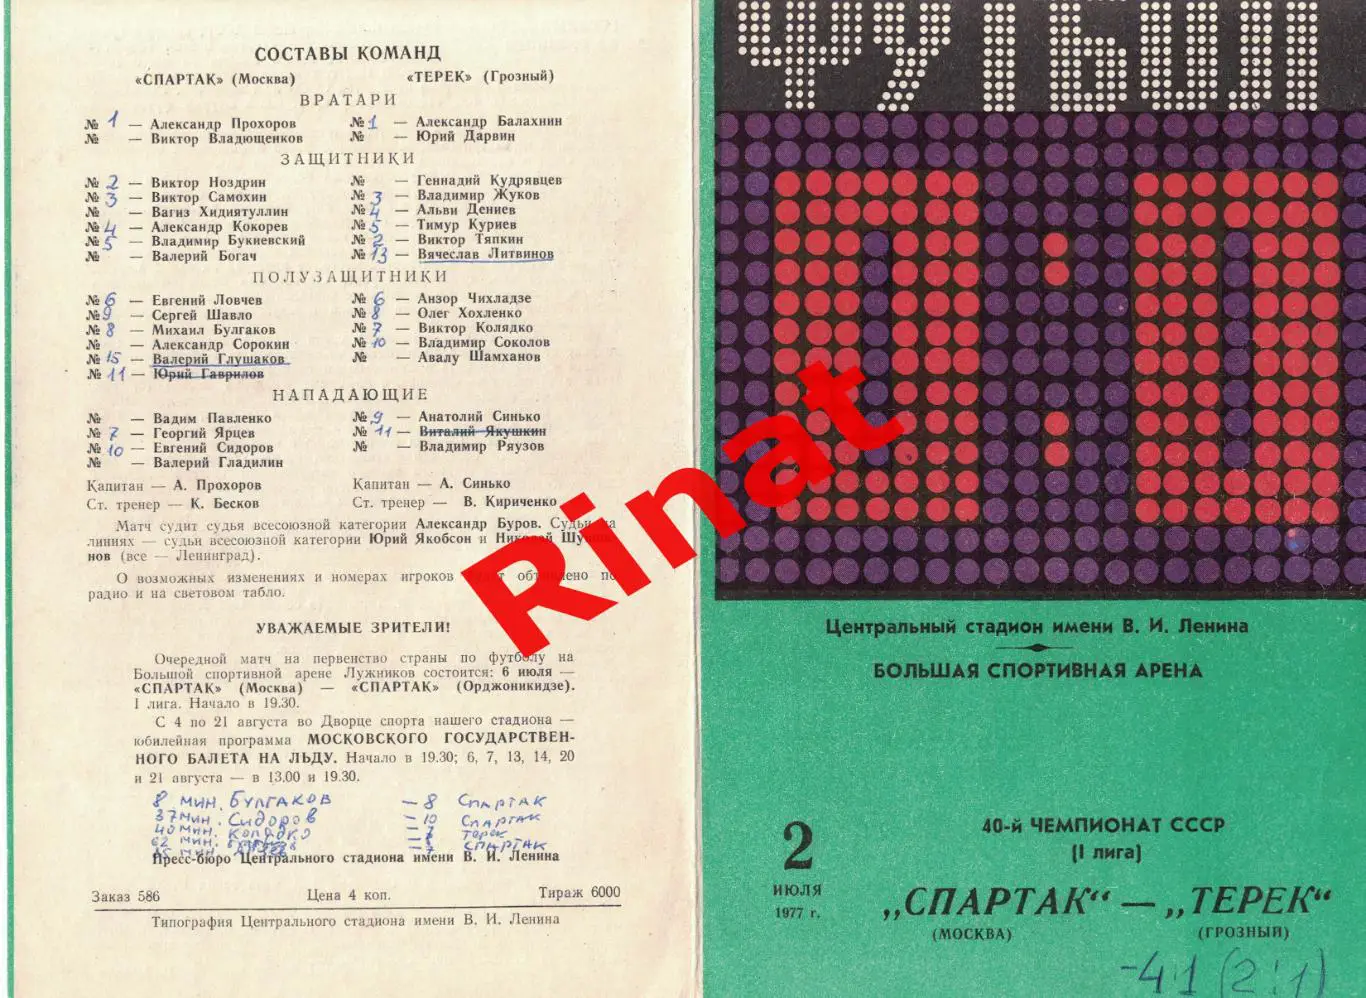 СОСТАВЫ КОМАНД
«СПАРТАК» (Москва) «ТЕРЕК» (Грозный)
ВРАТАРИ
№ 1 — Александр Прохоров №1 — Александр Балахнин
№ — Виктор Владющенков № — Юрий Дарвин
ЗАЩИТНИКИ
№ 2 — Виктор Ноздрин № — Геннадий Кудрявцев
№ 3 — Виктор Самохин № 3 — Владимир Жуков
№ — Вагиз Хидиятуллин № 4 — Альви Дениев
№ 4 — Александр Кокорев № 5 — Тимур Куриев
№ 5 — Владимир Букиевский № 2 — Виктор Тяпкин
№ — Валерий Богач № 13 — Вячеслав Литвинов
ПОЛУЗАЩИТНИКИ
№ 6 — Евгений Ловчев № 6 — Анзор Чихладзе
№ 9 — Сергей Шавло № 8 — Олег Хохленко
№ 8 — Михаил Булгаков № 7 — Виктор Колядко
№ — Александр Сорокин № 10 — Владимир Соколов
№ 15 — Валерий Глушаков № — Авалу Шамханов
№ 11 — Юрий Гаврилов
НАПАДАЮЩИЕ
№ — Вадим Павленко № 9 — Анатолий Синько
№ 7 — Георгий Ярцев № 11 — Виталий Якушкин
№ 10 — Евгений Сидоров № — Владимир Ряузов
№ — Валерий Гладилин
Капитан — А. Прохоров Капитан — А. Синько
Ст. тренер — К. Бесков Ст. тренер — В. Кириченко
Матч судит судья всесоюзной категории Александр Буров. Судьи на
линиях — судьи всесоюзной категории Юрий Якобсон и
нов (все — Ленинград).
О возможных изменениях и номерах игроков объявлено по
радио и на световом табло.
УВАЖАЕМЫЕ ЗРИТЕЛИ!
Очередной матч на первенство страны по футболу на
Большой спортивной арене Лужников состоится: 6 июля —
«СПАРТАК» (Москва) — «СПАРТАК» (Орджоникидзе).
I лига. Начало в 19.30.
С 4 по 21 августа во Дворце спорта нашего стадиона —
юбилейная программа МОСКОВСКОГО ГОСУДАРСТВЕН-
НОГО БАЛЕТА НА ЛЬДУ. Начало в 19.30; 6, 7, 13, 14, 20
и 21 августа — в 13.00 и 19.30.
8 мин. БУЛГАКОВ — 8 СПАРТАК
37 мин. Сидоров — 10 Спартак
40 мин. Колядко — 7 Терек
62 мин. — 8 СПАРТАК
Пресс-бюро Центрального стадиона имени В. И. Ленина
Заказ 586 Цена 4 коп. Тираж 6000
Типография Центрального стадиона имени В. И. Ленина
Rinat
ФУТБОЛ
0:0
Центральный стадион имени В. И. Ленина
БОЛЬШАЯ СПОРТИВНАЯ АРЕНА
2
ИЮЛЯ
1977 г.
40-й ЧЕМПИОНАТ СССР
(I лига)
„СПАРТАК“ — „ТЕРЕК“
(МОСКВА) (ГРОЗНЫЙ)
-4:1 (2:1)